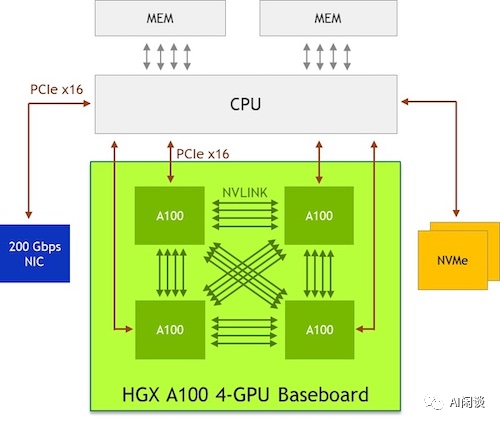 MEM
MEM
PCIe x16
CPU
PCIe x16
NVLINK
A100
A100
200 Gbps
NIC
NVMe
A100
A100
HGX A100 4-GPU Baseboard
AI闲谈